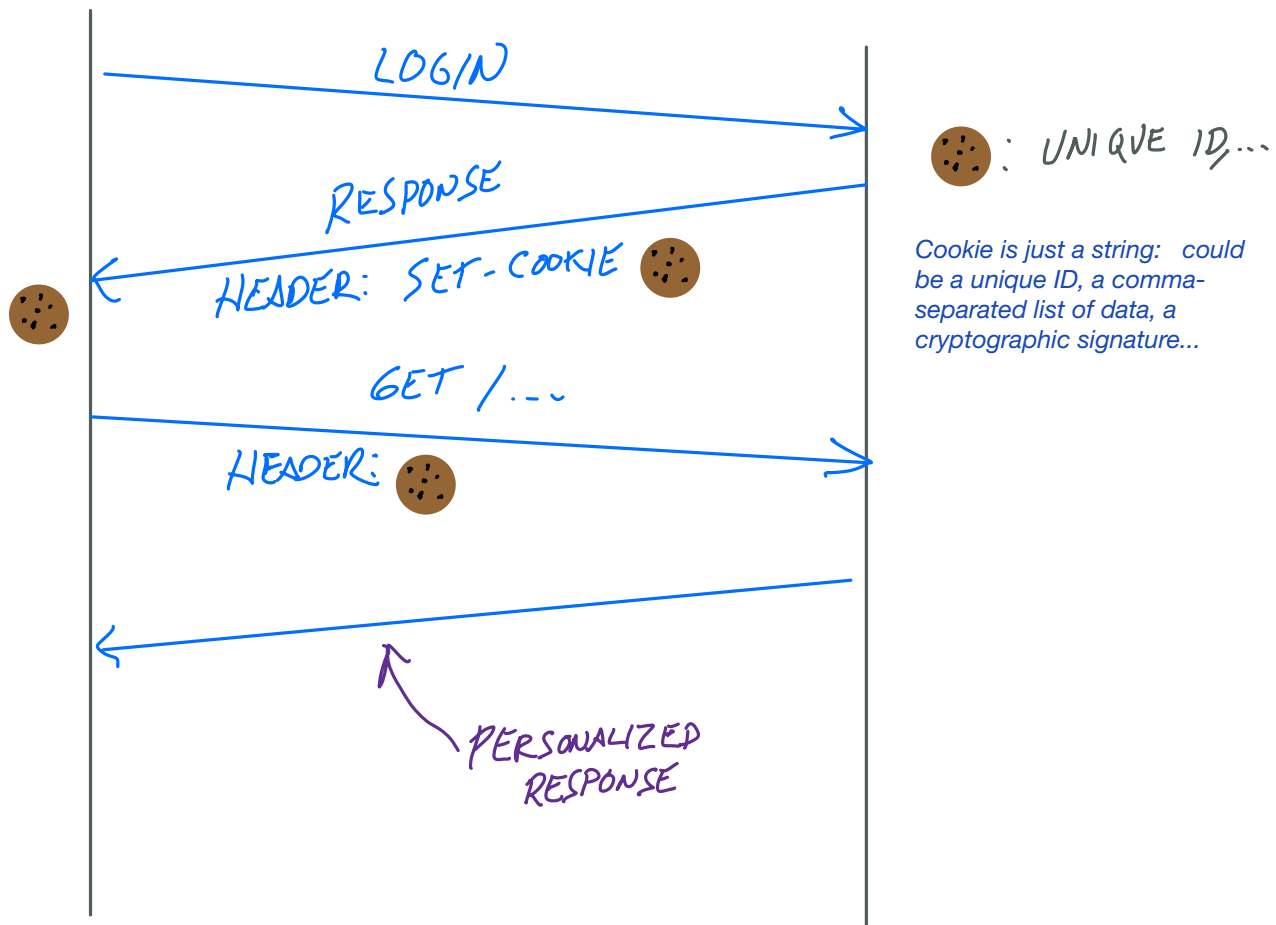 LOGIN
: UNIQUE ID,...
RESPONSE
HEADER: SET-COOKIE
Cookie is just a string: could
be a unique ID, a comma-
separated list of data, a
cryptographic signature...
GET /...
HEADER:
PERSONALIZED
RESPONSE